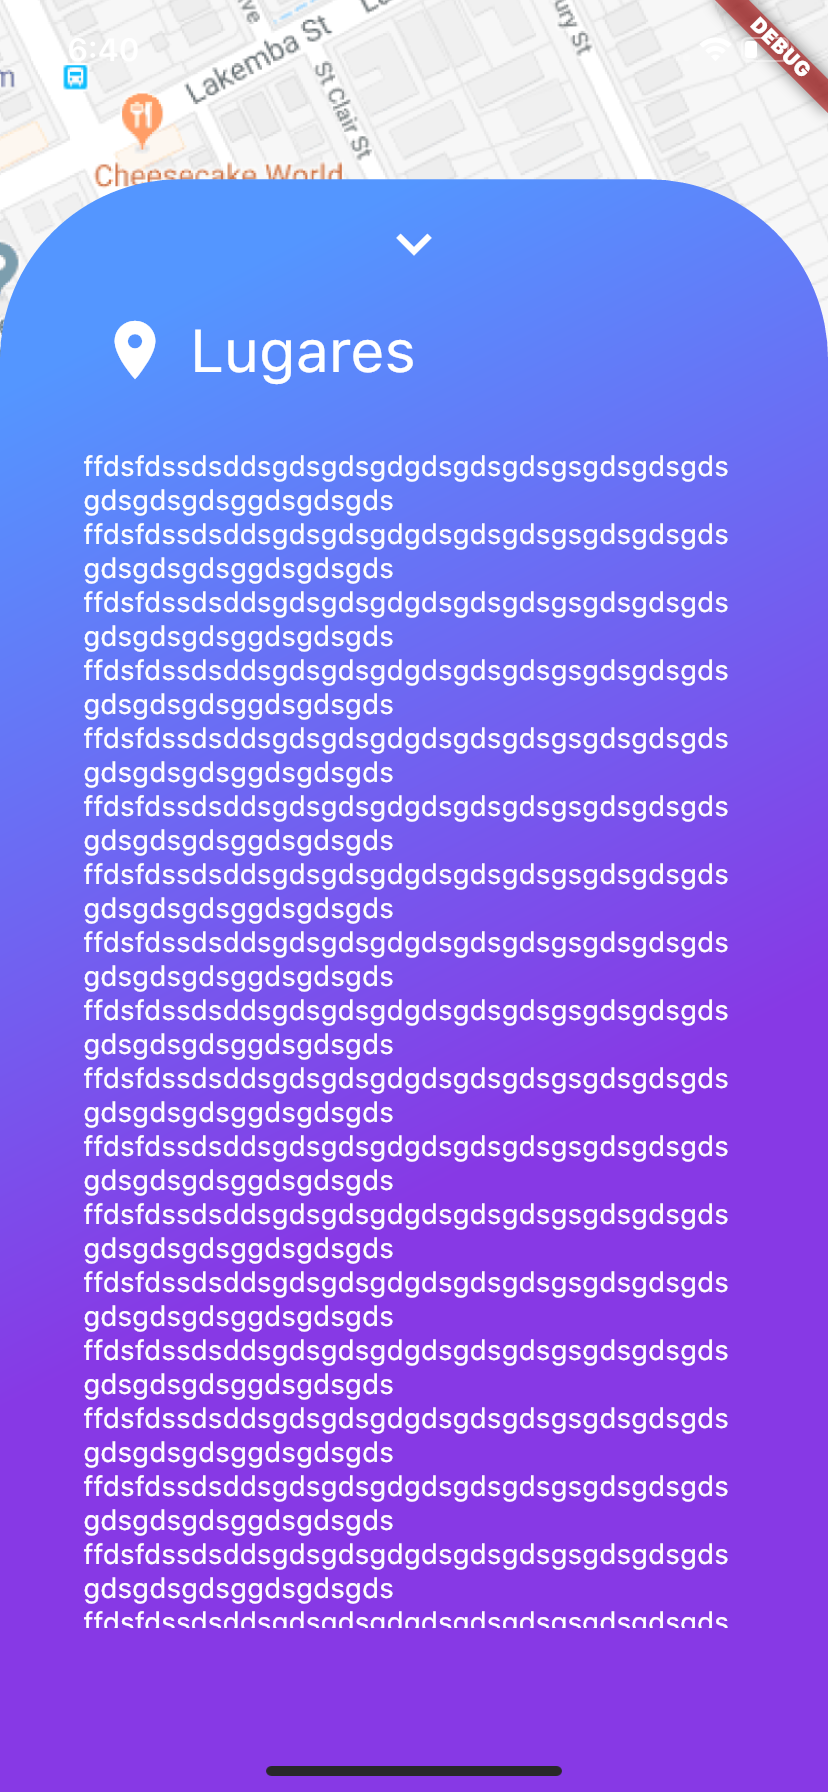 6:40
DEBUG
ve
ury St
Lakemba St
St Clair St
m
Cheesecake World
Lugares
ffdsfdssdsddsgdsgdsgdgdsgdsgdsgsgdsgdsgds
gdsgdsgdsggdsgdsgds
ffdsfdssdsddsgdsgdsgdgdsgdsgdsgsgdsgdsgds
gdsgdsgdsggdsgdsgds
ffdsfdssdsddsgdsgdsgdgdsgdsgdsgsgdsgdsgds
gdsgdsgdsggdsgdsgds
ffdsfdssdsddsgdsgdsgdgdsgdsgdsgsgdsgdsgds
gdsgdsgdsggdsgdsgds
ffdsfdssdsddsgdsgdsgdgdsgdsgdsgsgdsgdsgds
gdsgdsgdsggdsgdsgds
ffdsfdssdsddsgdsgdsgdgdsgdsgdsgsgdsgdsgds
gdsgdsgdsggdsgdsgds
ffdsfdssdsddsgdsgdsgdgdsgdsgdsgsgdsgdsgds
gdsgdsgdsggdsgdsgds
ffdsfdssdsddsgdsgdsgdgdsgdsgdsgsgdsgdsgds
gdsgdsgdsggdsgdsgds
ffdsfdssdsddsgdsgdsgdgdsgdsgdsgsgdsgdsgds
gdsgdsgdsggdsgdsgds
ffdsfdssdsddsgdsgdsgdgdsgdsgdsgsgdsgdsgds
gdsgdsgdsggdsgdsgds
ffdsfdssdsddsgdsgdsgdgdsgdsgdsgsgdsgdsgds
gdsgdsgdsggdsgdsgds
ffdsfdssdsddsgdsgdsgdgdsgdsgdsgsgdsgdsgds
gdsgdsgdsggdsgdsgds
ffdsfdssdsddsgdsgdsgdgdsgdsgdsgsgdsgdsgds
gdsgdsgdsggdsgdsgds
ffdsfdssdsddsgdsgdsgdgdsgdsgdsgsgdsgdsgds
gdsgdsgdsggdsgdsgds
ffdsfdssdsddsgdsgdsgdgdsgdsgdsgsgdsgdsgds
gdsgdsgdsggdsgdsgds
ffdsfdssdsddsgdsgdsgdgdsgdsgdsgsgdsgdsgds
gdsgdsgdsggdsgdsgds
ffdsfdssdsddsgdsgdsgdgdsgdsgdsgsgdsgdsgds
gdsgdsgdsggdsgdsgds
ffdsfdssdsddsgdsgdsgdgdsgdsgdsgsgdsgdsgds